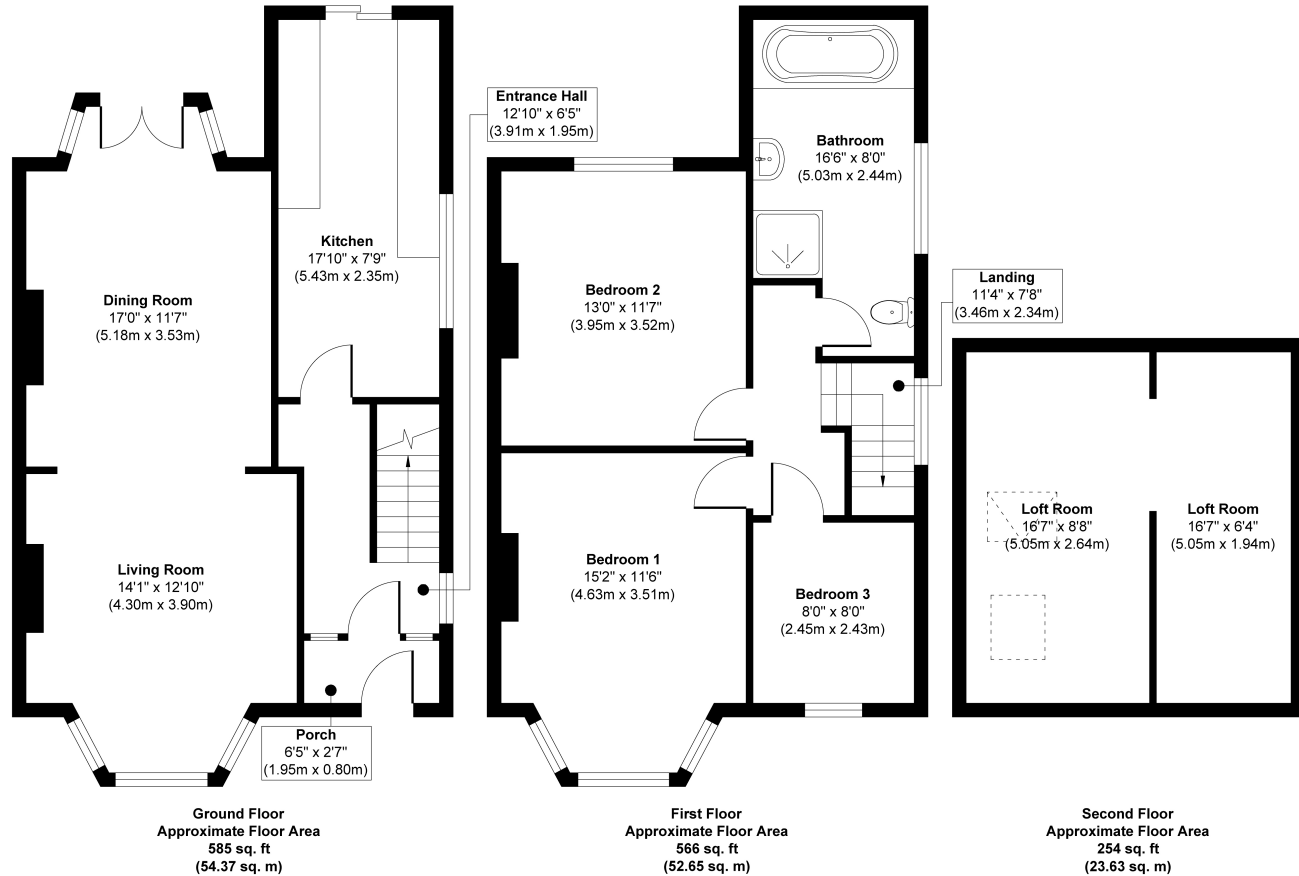 Entrance Hall
12'10" x 6'5"
(3.91m x 1.95m)
Bathroom
16'6" x 8'0"
(5.03m x 2.44m)
Kitchen
17'10" x 7'9"
(5.43m x 2.35m)
Dining Room
17'0" x 11'7"
(5.18m x 3.53m)
Bedroom 2
13'0" x 11'7"
(3.95m x 3.52m)
Landing
11'4" x 7'8"
(3.46m x 2.34m)
Living Room
14'1" x 12'10"
(4.30m x 3.90m)
Bedroom 1
15'2" x 11'6"
(4.63m x 3.51m)
Bedroom 3
8'0" x 8'0"
(2.45m x 2.43m)
Loft Room
16'7" x 8'8"
(5.05m x 2.64m)
Loft Room
16'7" x 6'4"
(5.05m x 1.94m)
Porch
6'5" x 2'7"
(1.95m x 0.80m)
Ground Floor
Approximate Floor Area
585 sq. ft
(54.37 sq. m)
First Floor
Approximate Floor Area
566 sq. ft
(52.65 sq. m)
Second Floor
Approximate Floor Area
254 sq. ft
(23.63 sq. m)